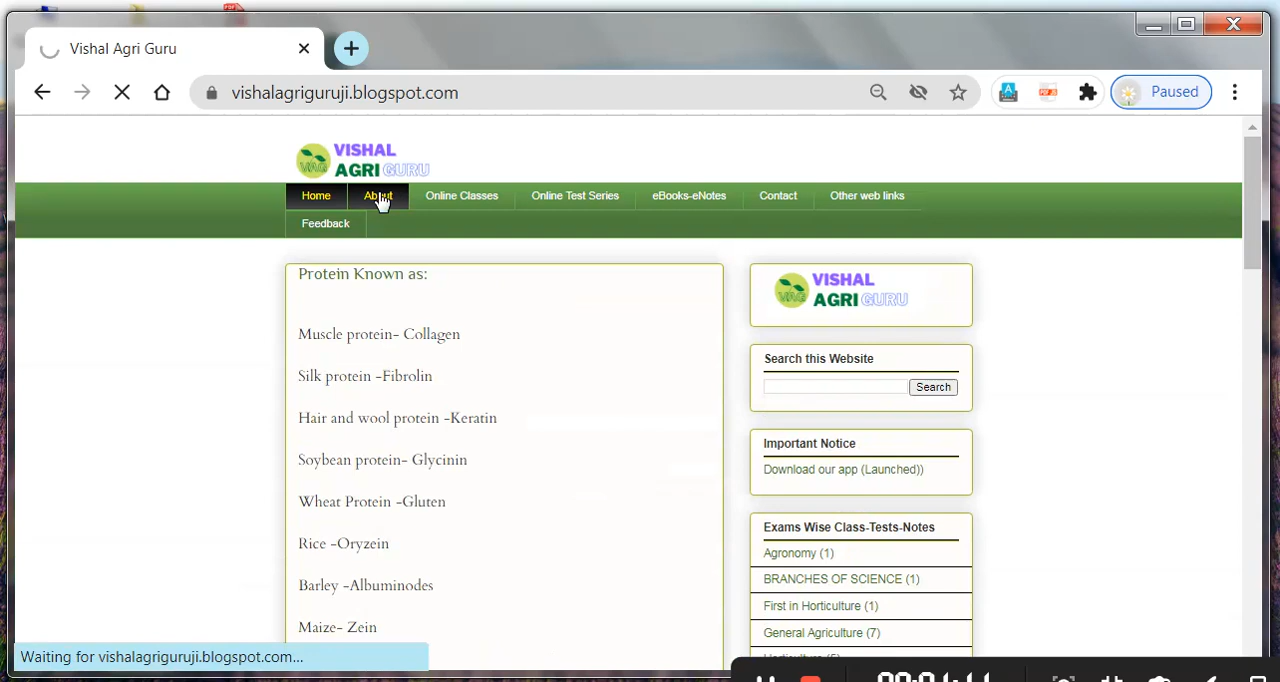 Vishal Agri Guru
vishalagriguruji.blogspot.com
Paused
VISHAL
AGRI GURU
VAG
Home About Online Classes Online Test Series eBooks-eNotes Contact Other web links
Feedback
Protein Known as:
Muscle protein- Collagen
Silk protein -Fibrolin
Hair and wool protein -Keratin
Soybean protein- Glycinin
Wheat Protein -Gluten
Rice -Oryzein
Barley -Albuminodes
Maize- Zein
VISHAL
AGRI GURU
VAG
Search this Website
Search
Important Notice
Download our app (Launched))
Exams Wise Class-Tests-Notes
Agronomy (1)
BRANCHES OF SCIENCE (1)
First in Horticulture (1)
General Agriculture (7)
Waiting for vishalagriguruji.blogspot.com...